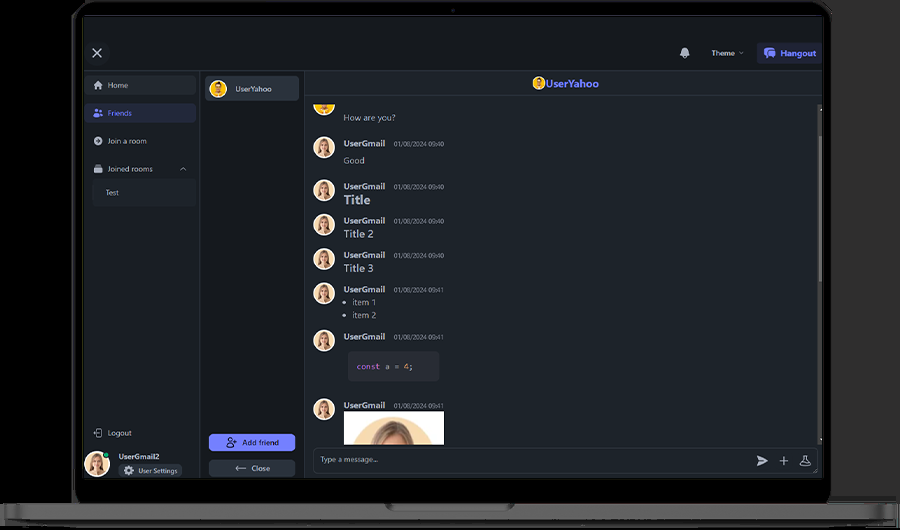 Theme
Hangout
Home
Friends
Join a room
Joined rooms
Test
Logout
UserGmail2
User Settings
UserYahoo
Add friend
Close
UserYahoo
How are you?
UserGmail 01/08/2024 09:40
Good
UserGmail 01/08/2024 09:40
Title
UserGmail 01/08/2024 09:40
Title 2
UserGmail 01/08/2024 09:40
Title 3
UserGmail 01/08/2024 09:41
• item 1
• item 2
UserGmail 01/08/2024 09:41
const a = 4;
UserGmail 01/08/2024 09:41
Type a message...